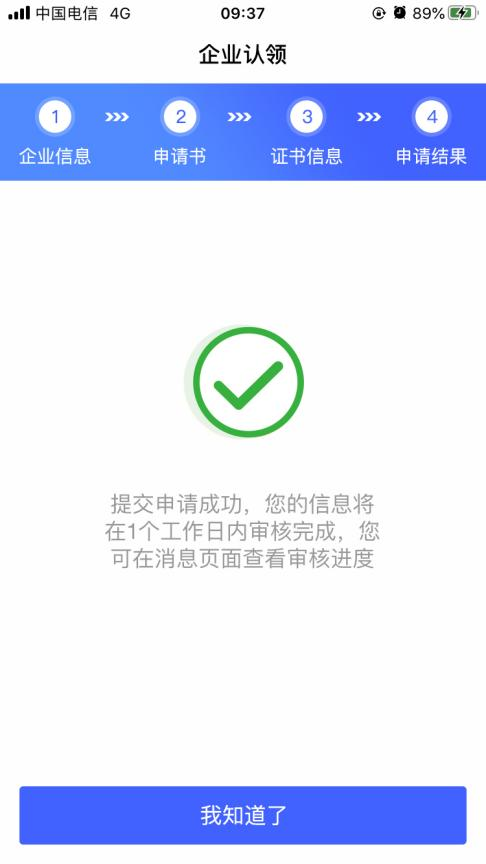 中国电信 4G 09:37 89%
企业认领
1 2 3 4
企业信息 申请书 证书信息 申请结果
提交申请成功，您的信息将
在1个工作日内审核完成，您
可在消息页面查看审核进度
我知道了